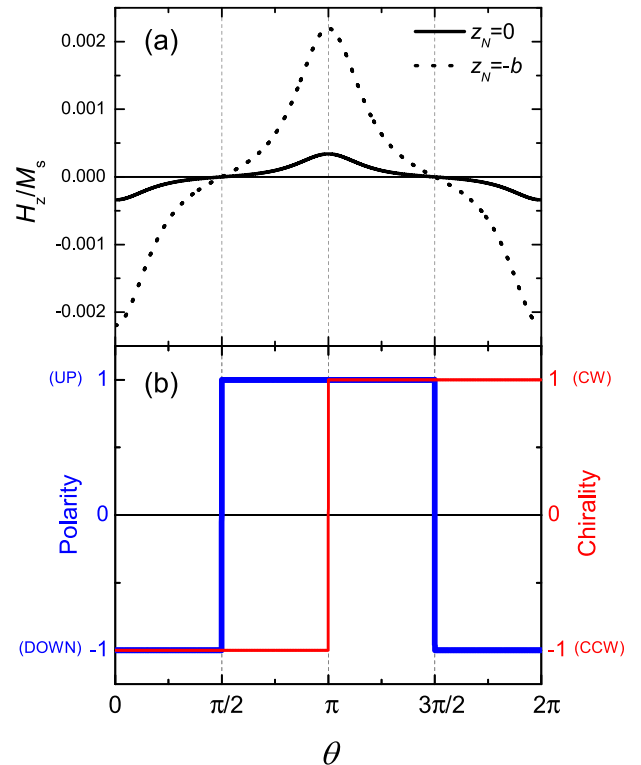 (a)
z_N=0
z_N=-b
0.002
0.001
0.000
-0.001
-0.002
H_z/M_s
(b)
(UP) 1
0
(DOWN) -1
Polarity
1 (CW)
0
-1 (CCW)
Chirality
0 π/2 π 3π/2 2π
θ